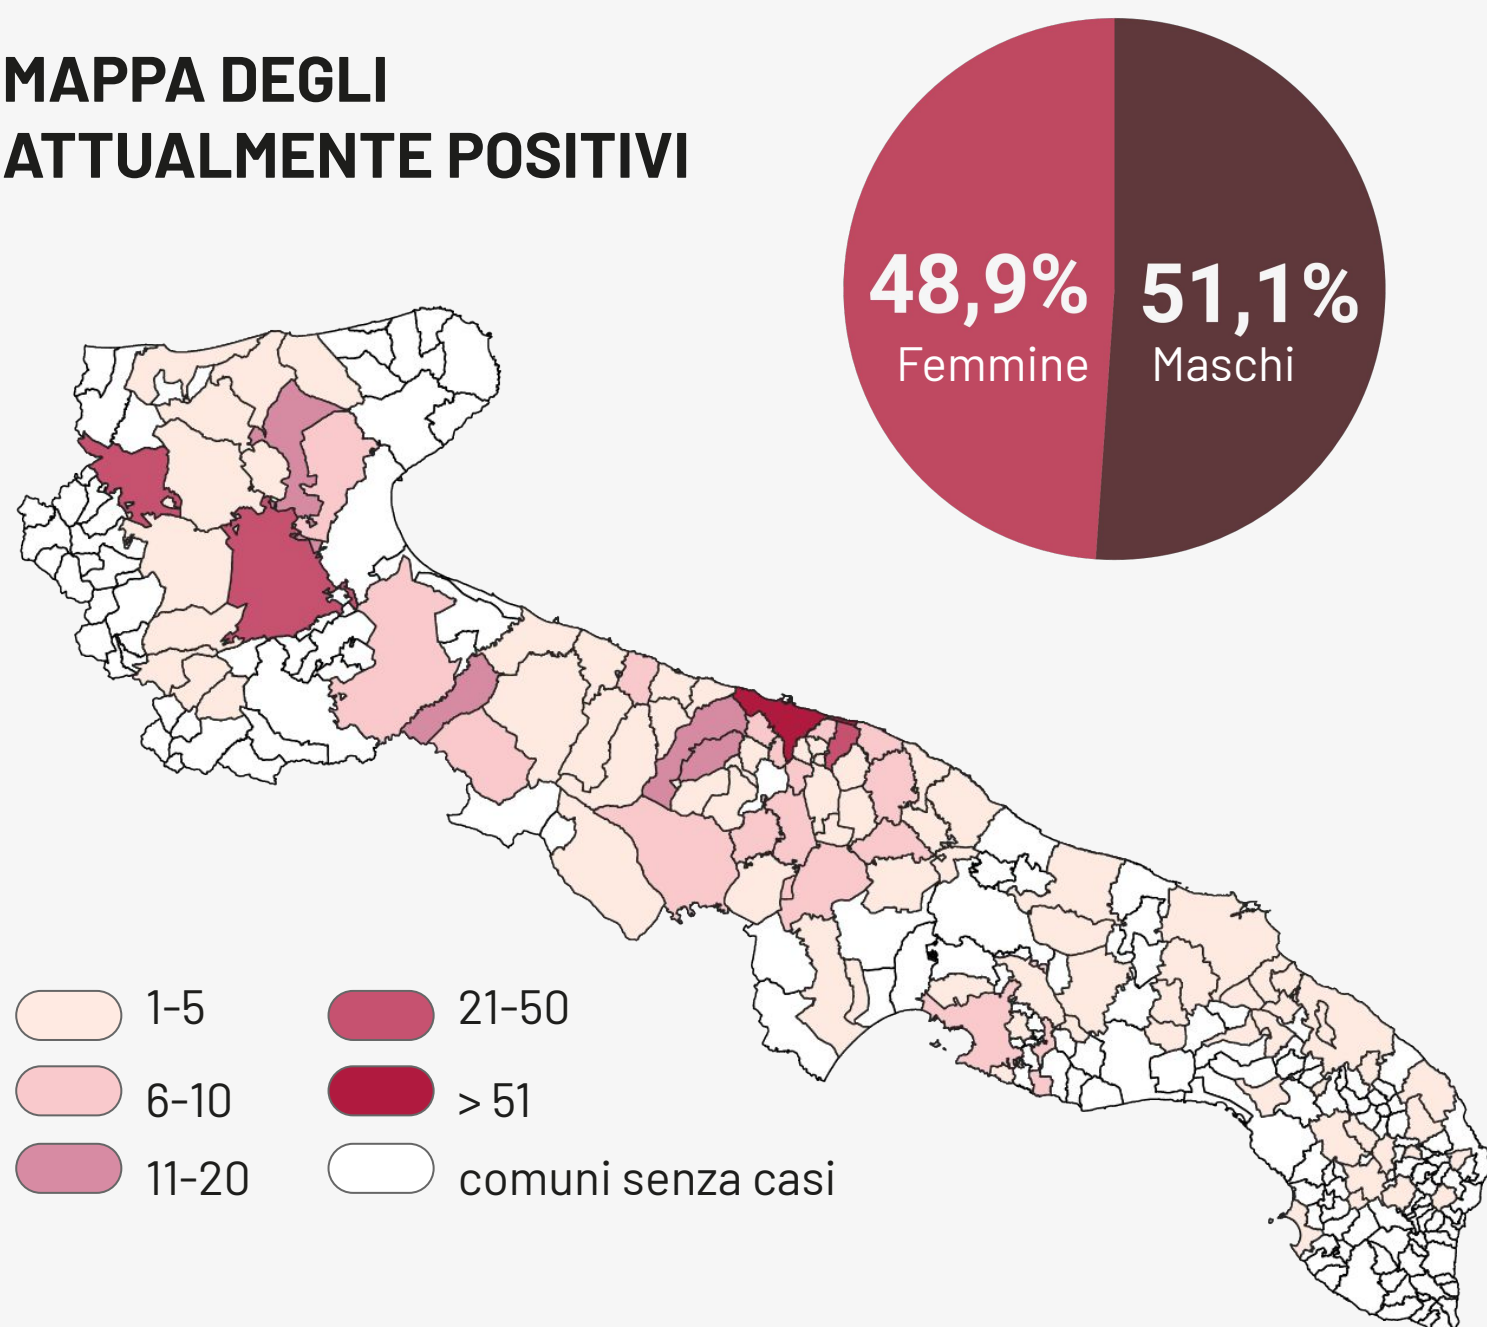 MAPPA DEGLI
ATTUALMENTE POSITIVI
48,9%
Femmine
51,1%
Maschi
1-5
6-10
11-20
21-50
> 51
comuni senza casi